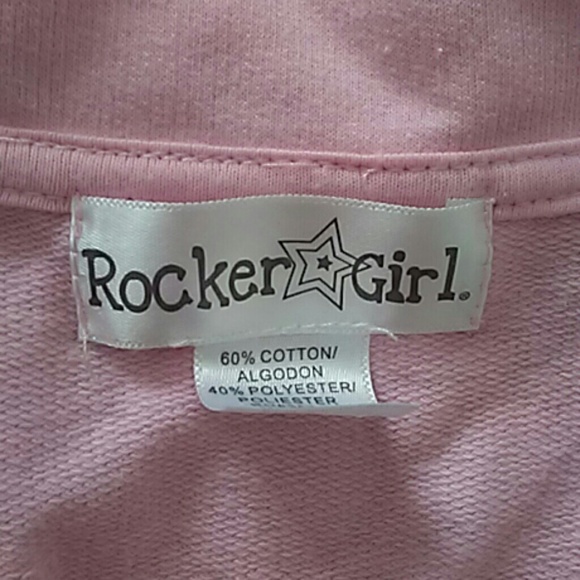 Rocker Girl®
60% COTTON/
ALGODON
40% POLYESTER/
POLIESTER